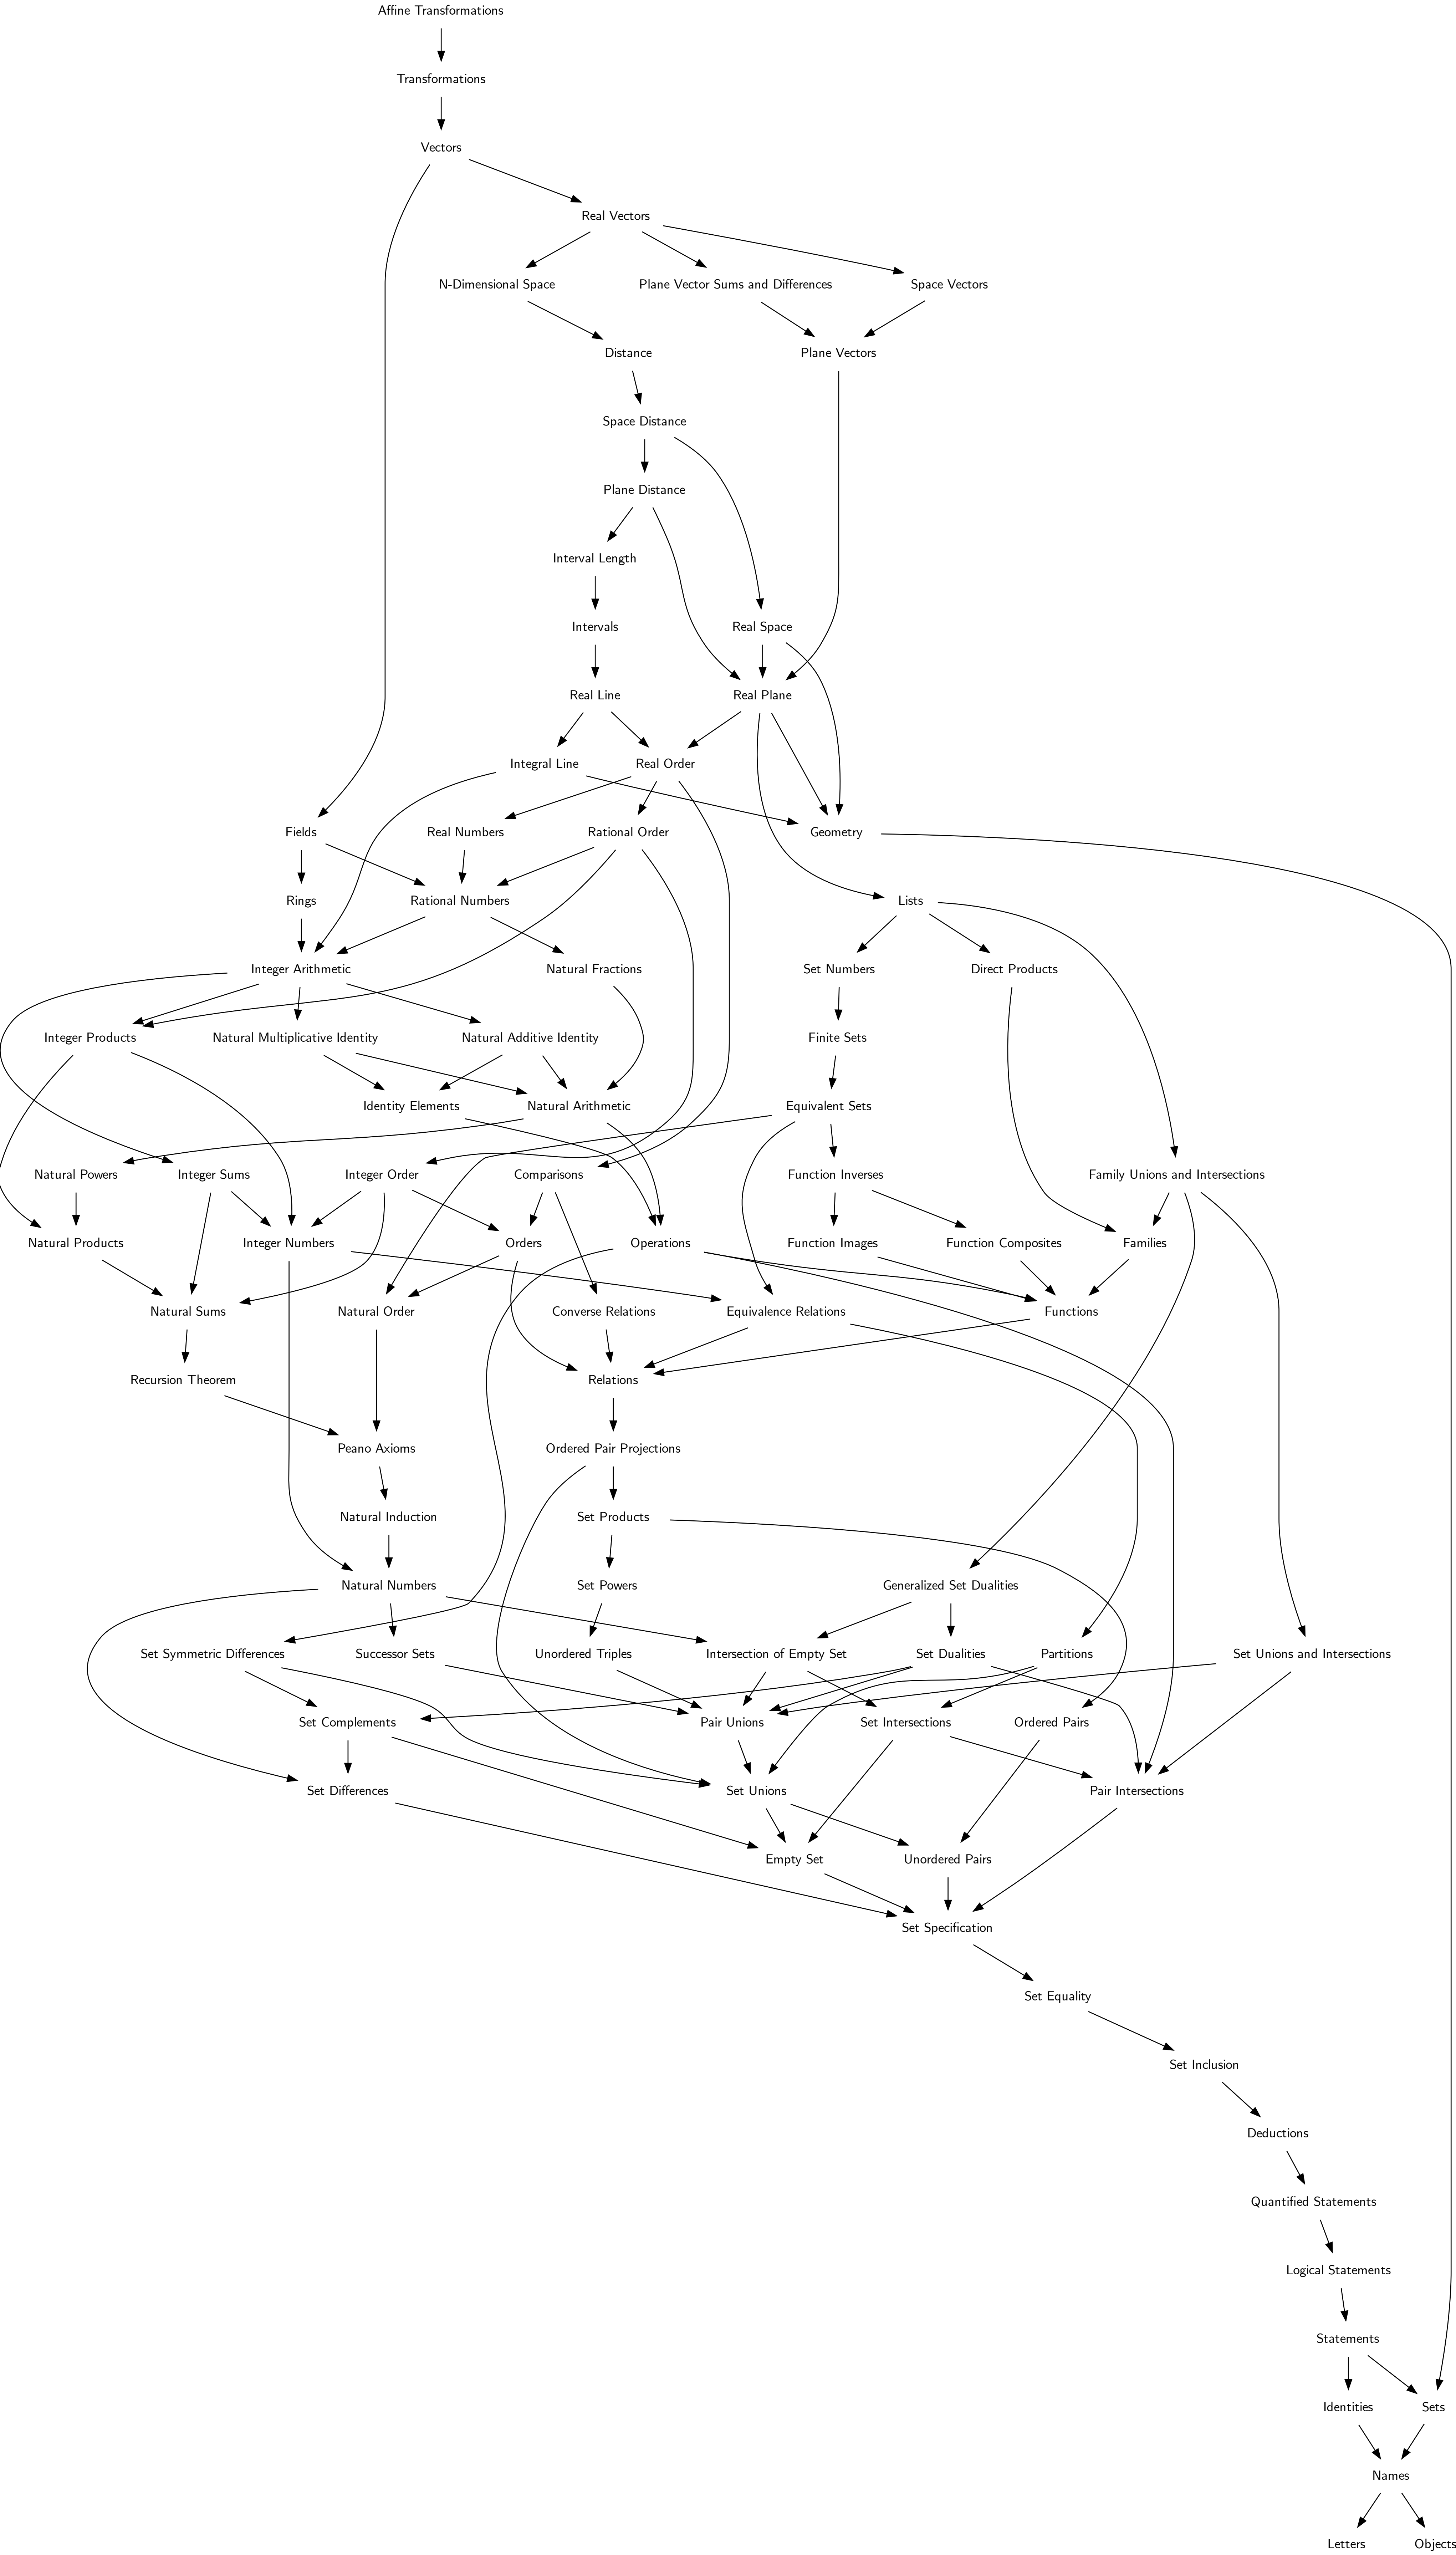 Affine Transformations
Transformations
Vectors
Real Vectors
N-Dimensional Space
Plane Vector Sums and Differences
Space Vectors
Distance
Plane Vectors
Space Distance
Plane Distance
Interval Length
Intervals
Real Space
Real Line
Real Plane
Integral Line
Real Order
Fields
Real Numbers
Rational Order
Geometry
Rings
Rational Numbers
Lists
Integer Arithmetic
Natural Fractions
Set Numbers
Direct Products
Integer Products
Natural Multiplicative Identity
Natural Additive Identity
Finite Sets
Identity Elements
Natural Arithmetic
Equivalent Sets
Natural Powers
Integer Sums
Integer Order
Comparisons
Function Inverses
Family Unions and Intersections
Natural Products
Integer Numbers
Orders
Operations
Function Images
Function Composites
Families
Natural Sums
Natural Order
Converse Relations
Equivalence Relations
Functions
Recursion Theorem
Relations
Peano Axioms
Ordered Pair Projections
Natural Induction
Set Products
Natural Numbers
Set Powers
Generalized Set Dualities
Set Symmetric Differences
Successor Sets
Unordered Triples
Intersection of Empty Set
Set Dualities
Partitions
Set Unions and Intersections
Set Complements
Pair Unions
Set Intersections
Ordered Pairs
Set Differences
Set Unions
Pair Intersections
Empty Set
Unordered Pairs
Set Specification
Set Equality
Set Inclusion
Deductions
Quantified Statements
Logical Statements
Statements
Identities
Sets
Names
Letters
Objects